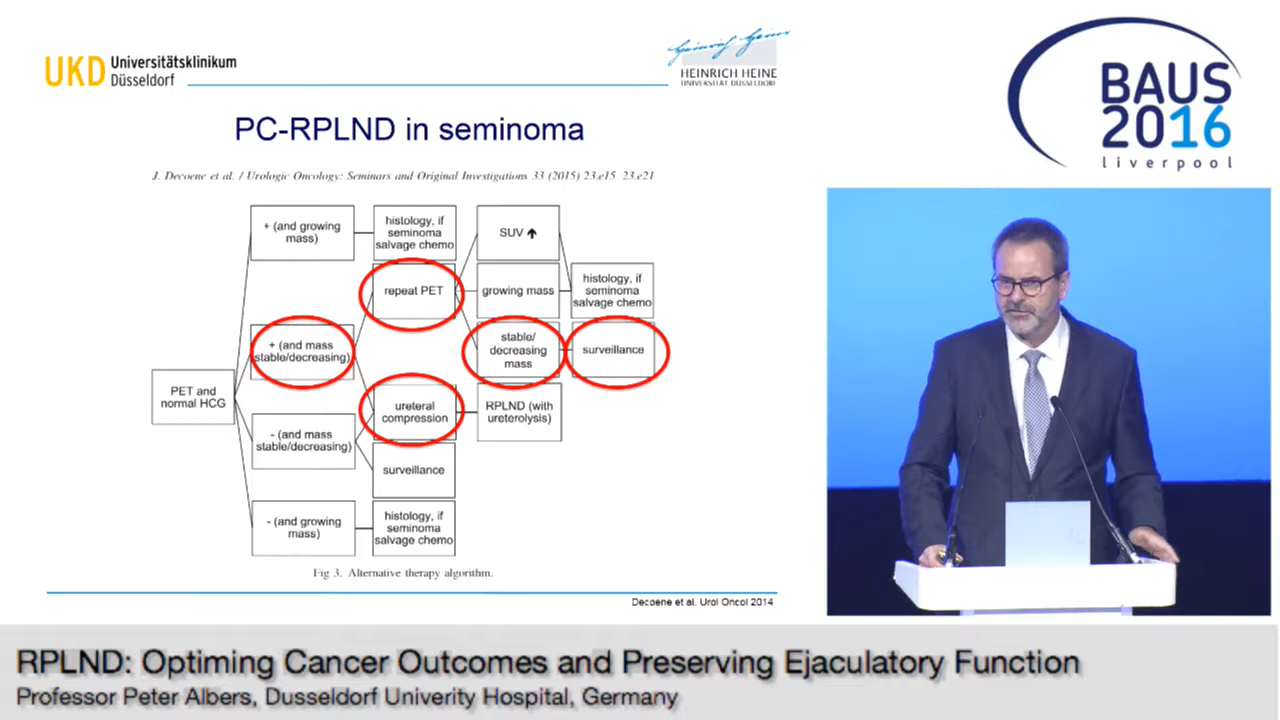 UKD Universitätsklinikum
Düsseldorf
HEINRICH HEINE
UNIVERSITÄT DÜSSELDORF
BAUS
2016
liverpool
PC-RPLND in seminoma
J. Decoene et al. / Urologic Oncology: Seminars and Original Investigations 33 (2015) 23.e15 23.e21
+ (and growing
mass)
histology, if
seminoma
salvage chemo
SUV
repeat PET
growing mass
histology, if
seminoma
salvage chemo
+ (and mass
stable/decreasing)
stable/
decreasing
mass
surveillance
PET and
normal HCG
ureteral
compression
RPLND (with
ureterolysis)
- (and mass
stable/decreasing)
surveillance
- (and growing
mass)
histology, if
seminoma
salvage chemo
Fig 3. Alternative therapy algorithm.
Decoene et al. Urol Oncol 2014
RPLND: Optiming Cancer Outcomes and Preserving Ejaculatory Function
Professor Peter Albers, Dusseldorf Univerity Hospital, Germany